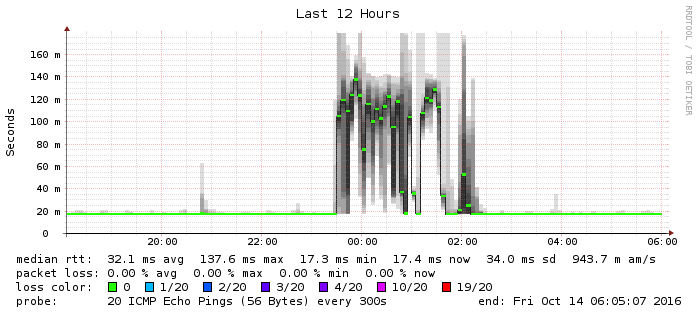 Last 12 Hours
RRDTOOL / TOBI OETIKER
Seconds
160 m
140 m
120 m
100 m
80 m
60 m
40 m
20 m
0
20:00 22:00 00:00 02:00 04:00 06:00
median rtt: 32.1 ms avg 137.6 ms max 17.3 ms min 17.4 ms now 34.0 ms sd 943.7 m am/s
packet loss: 0.00 % avg 0.00 % max 0.00 % min 0.00 % now
loss color: 0 1/20 2/20 3/20 4/20 10/20 19/20
probe: 20 ICMP Echo Pings (56 Bytes) every 300s end: Fri Oct 14 06:05:07 2016